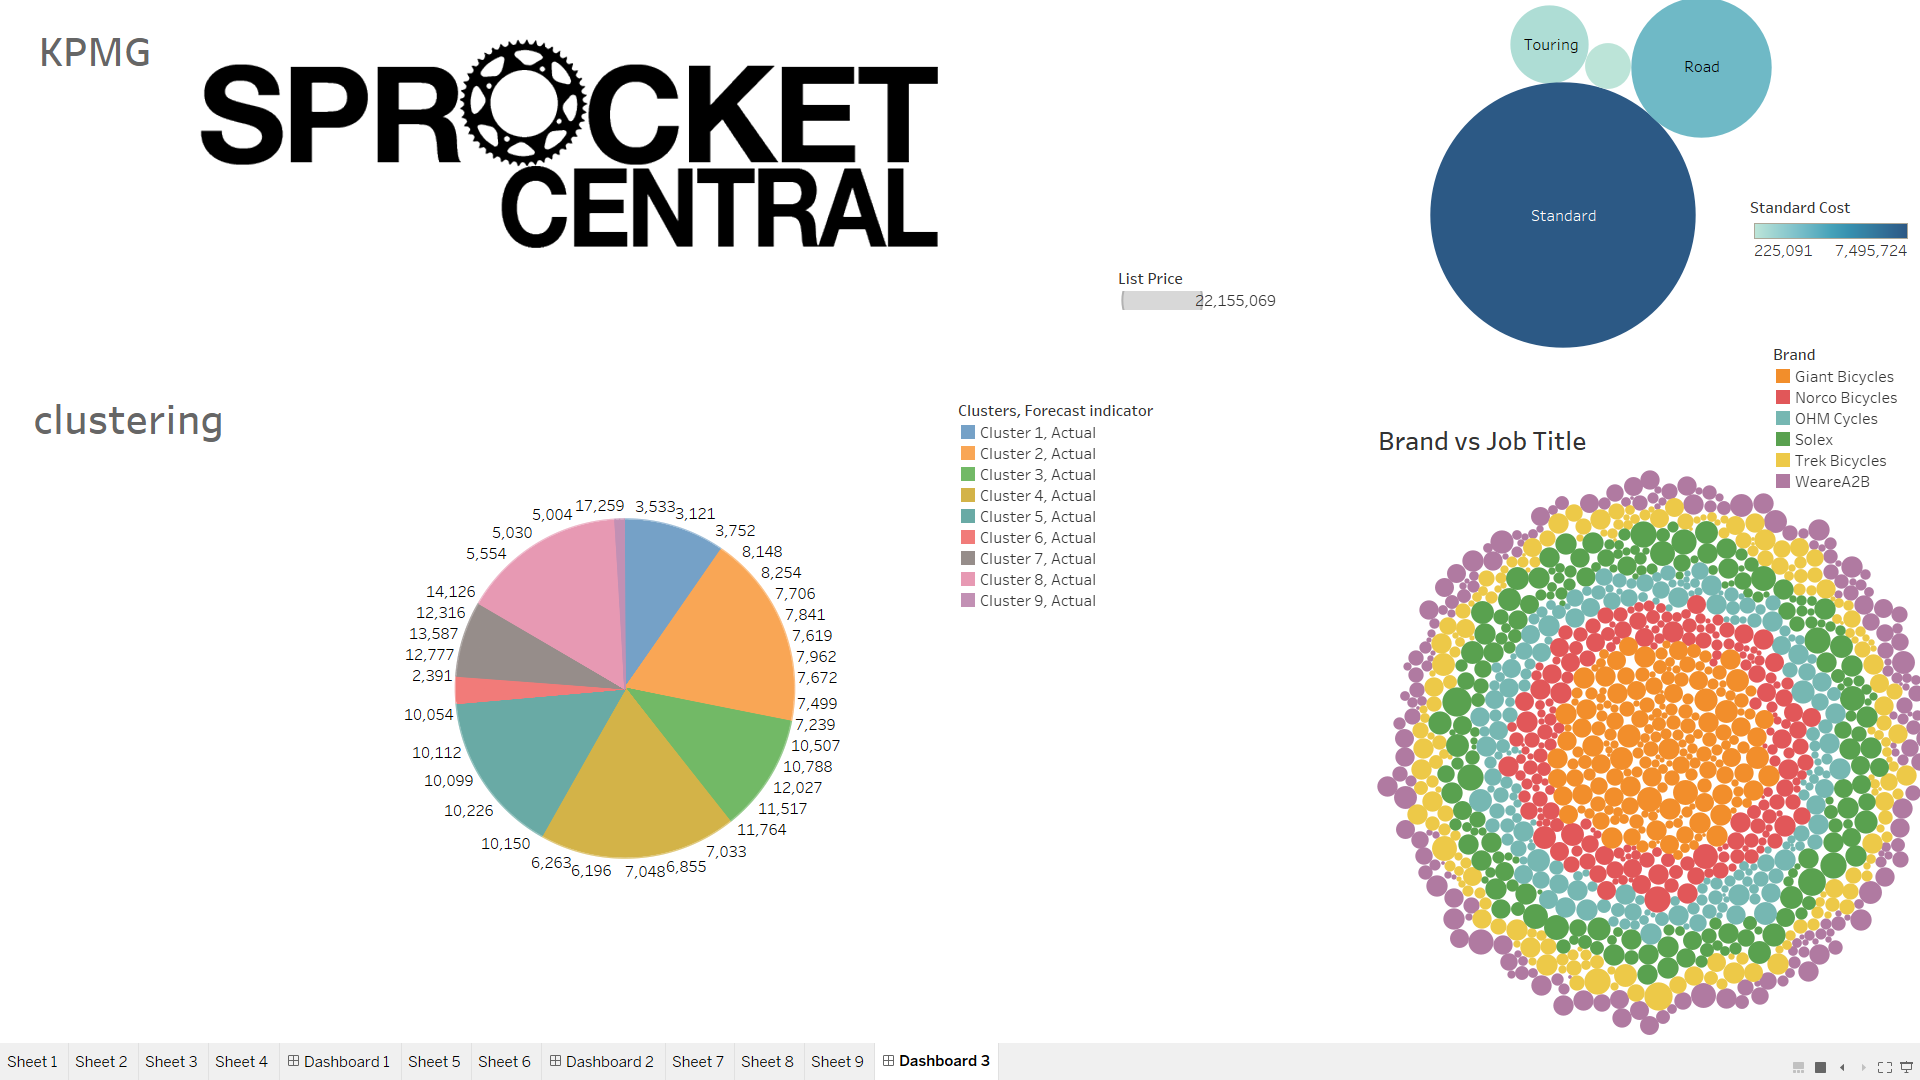 KPMG
SPROCKET
CENTRAL
Touring
Road
Standard
Standard Cost
225,091 7,495,724
List Price
22,155,069
clustering
17,259
3,533
3,121
3,752
8,148
8,254
7,706
7,841
7,619
7,962
7,672
7,499
7,239
10,507
10,788
12,027
11,517
11,764
7,033
6,855
7,048
6,196
6,263
10,150
10,226
10,099
10,112
10,054
2,391
12,777
13,587
12,316
14,126
5,554
5,030
5,004
Clusters, Forecast indicator
Cluster 1, Actual
Cluster 2, Actual
Cluster 3, Actual
Cluster 4, Actual
Cluster 5, Actual
Cluster 6, Actual
Cluster 7, Actual
Cluster 8, Actual
Cluster 9, Actual
Brand
Giant Bicycles
Norco Bicycles
OHM Cycles
Solex
Trek Bicycles
WeareA2B
Brand vs Job Title
Sheet 1 Sheet 2 Sheet 3 Sheet 4 Dashboard 1 Sheet 5 Sheet 6 Dashboard 2 Sheet 7 Sheet 8 Sheet 9 Dashboard 3